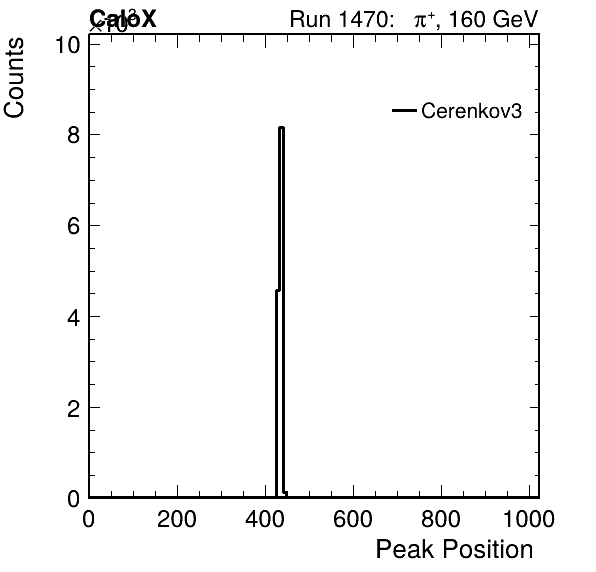 CaloX
×10³
Run 1470: π⁺, 160 GeV
Counts
10
8
6
4
2
0
Cerenkov3
0 200 400 600 800 1000
Peak Position